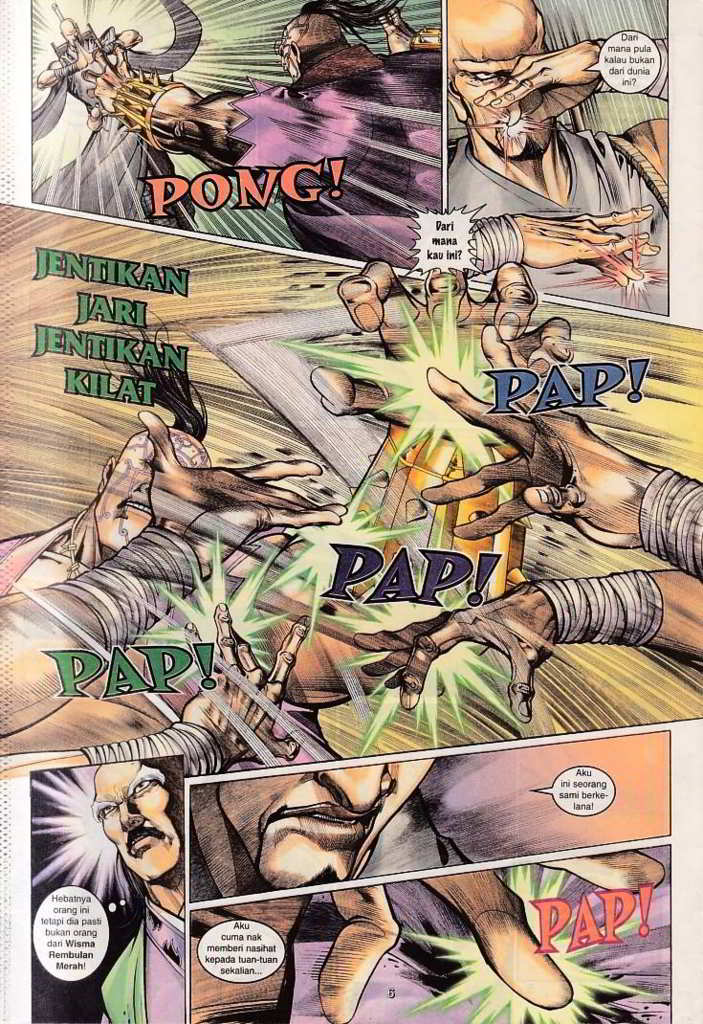 PONG!
Dari
mana pula
kalau bukan
dari dunia
ini?
Dari
mana
kau ini?
JENTIKAN
JARI
JENTIKAN
KILAT
PAP!
PAP!
PAP!
Hebatnya
orang ini
tetapi dia pasti
bukan orang
dari Wisma
Rembulan
Merah!
Aku
ini seorang
sami berke-
lana!
Aku
cuma nak
memberi nasihat
kepada tuan-tuan
sekalian...
PAP!
6